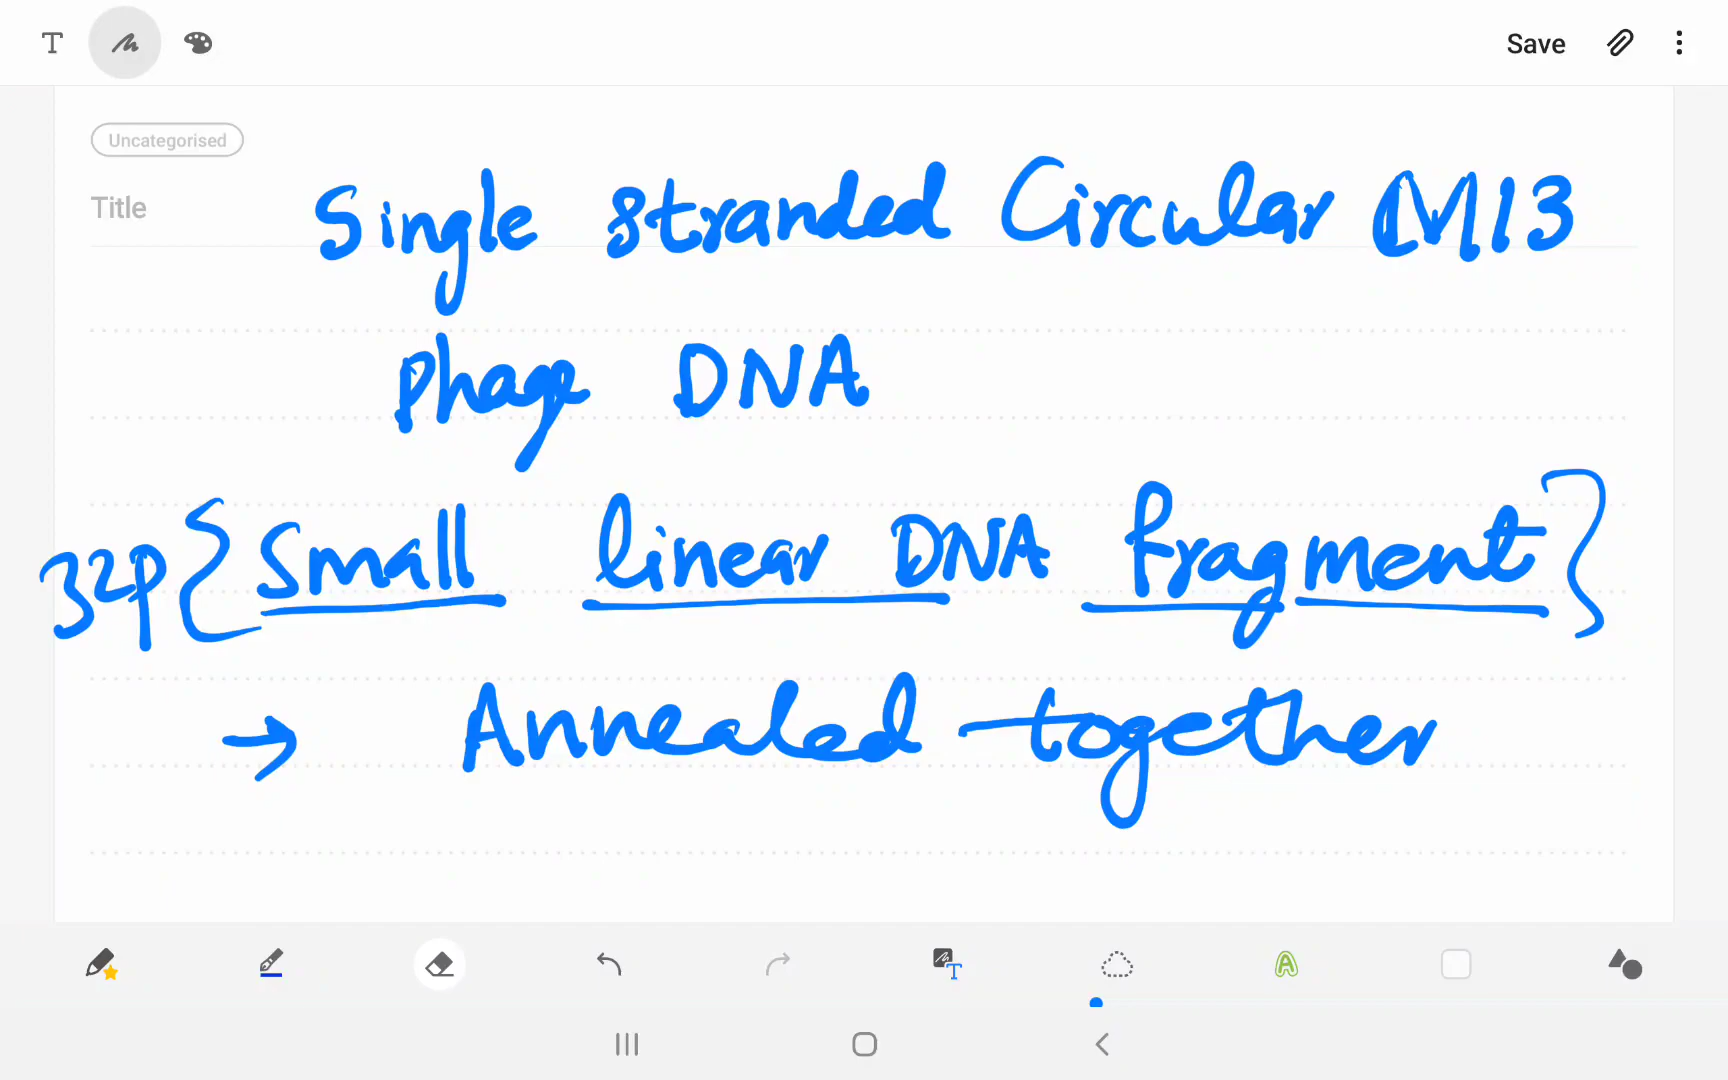 Save
Uncategorised
Title
Single stranded Circular M13
Phage DNA
32p { Small linear DNA fragment }
→ Annealed together